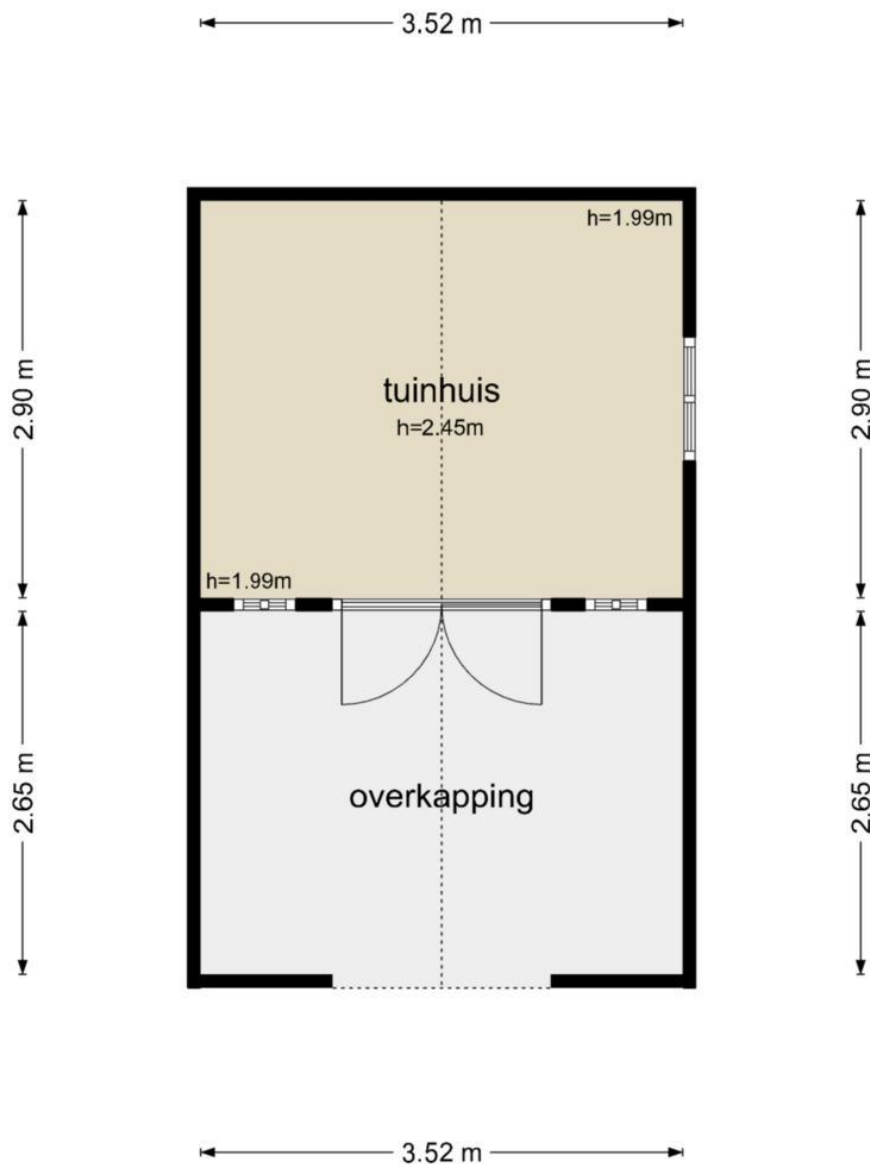 3.52 m
h=1.99m
2.90 m
2.90 m
tuinhuis
h=2.45m
h=1.99m
2.65 m
2.65 m
overkapping
3.52 m